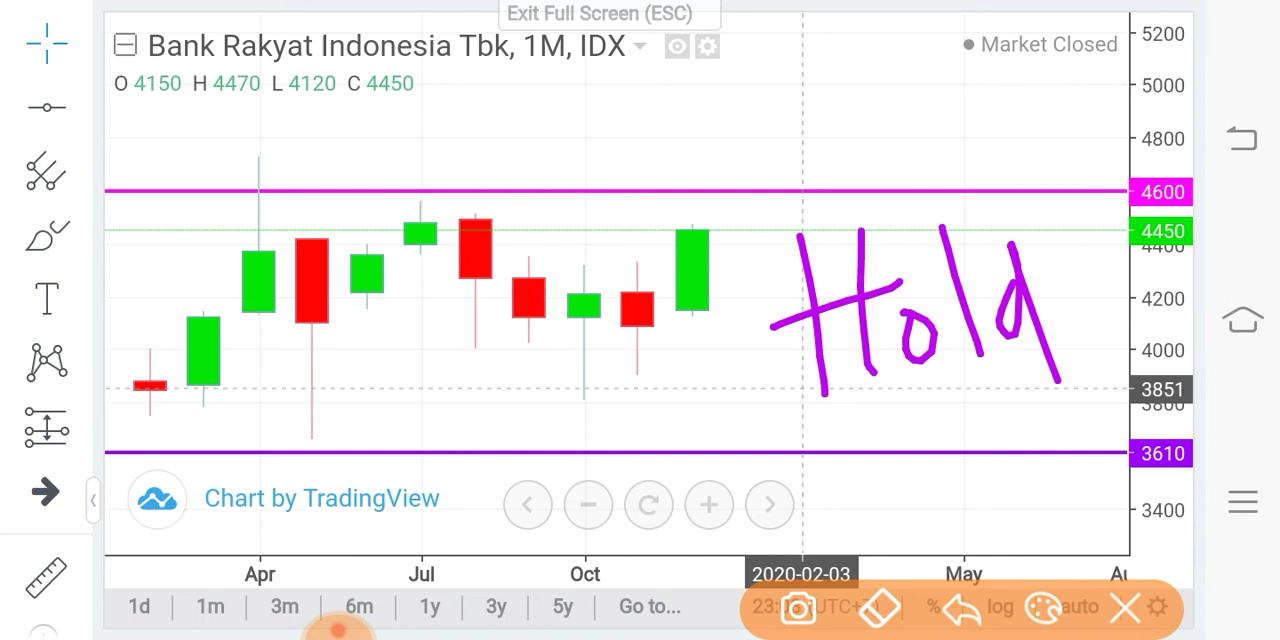 Exit Full Screen (ESC)
Bank Rakyat Indonesia Tbk, 1M, IDX
Market Closed
O 4150 H 4470 L 4120 C 4450
5200
5000
4800
4600
4450
4400
4200
4000
3851
3800
3610
3400
Hold
Chart by TradingView
Apr Jul Oct 2020-02-03 May
1d 1m 3m 6m 1y 3y 5y Go to... % log auto